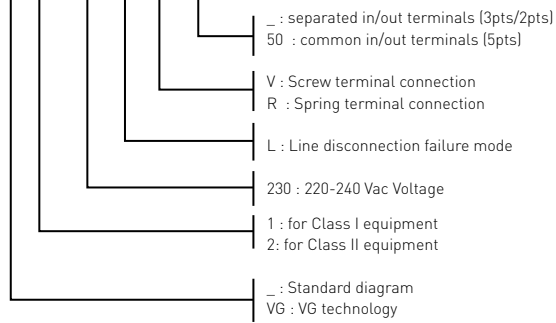 _ : separated in/out terminals (3pts/2pts)
50 : common in/out terminals (5pts)
V : Screw terminal connection
R : Spring terminal connection
L : Line disconnection failure mode
230 : 220-240 Vac Voltage
1 : for Class I equipment
2: for Class II equipment
_ : Standard diagram
VG : VG technology